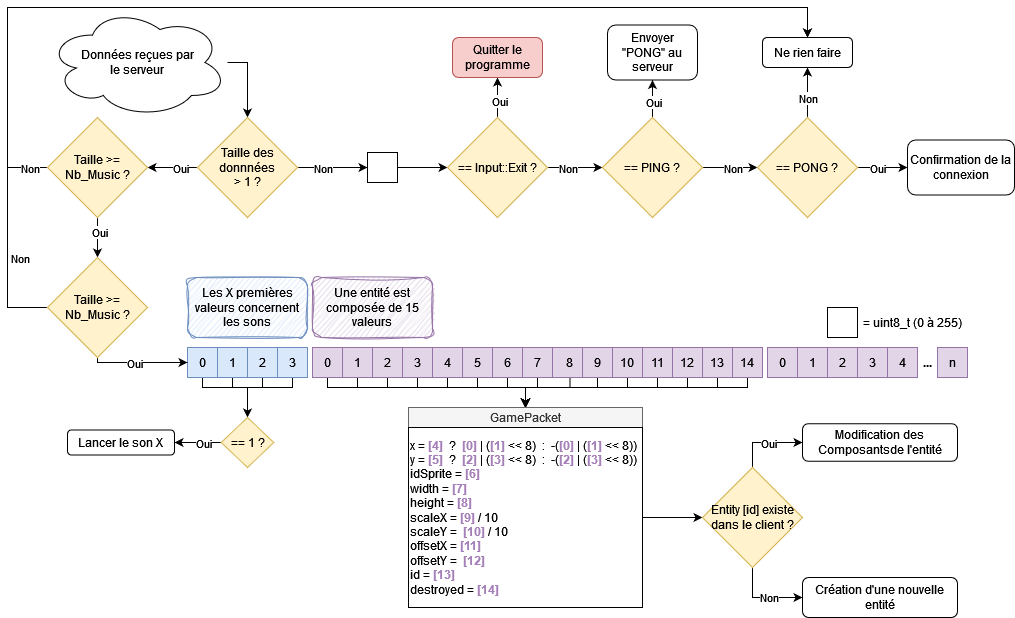 Données reçues par
le serveur
Quitter le
programme
Envoyer
"PONG" au
serveur
Ne rien faire
Oui
Oui
Non
Taille >=
Nb_Music ?
Taille des
donnnées
> 1 ?
== Input::Exit ?
== PING ?
== PONG ?
Confirmation de la
connexion
Non
Oui
Non
Non
Non
Oui
Oui
Non
Taille >=
Nb_Music ?
Les X premières
valeurs concernent
les sons
Une entité est
composée de 15
valeurs
= uint8_t (0 à 255)
Oui
0 1 2 3
0 1 2 3 4 5 6 7 8 9 10 11 12 13 14
0 1 2 3 4 ... n
Lancer le son X
Oui
== 1 ?
GamePacket
x = [4] ? [0] | ([1] << 8) : -([0] | ([1] << 8))
y = [5] ? [2] | ([3] << 8) : -([2] | ([3] << 8))
idSprite = [6]
width = [7]
height = [8]
scaleX = [9] / 10
scaleY = [10] / 10
offsetX = [11]
offsetY = [12]
id = [13]
destroyed = [14]
Oui
Modification des
Composantsde l'entité
Entity [id] existe
dans le client ?
Non
Création d'une nouvelle
entité